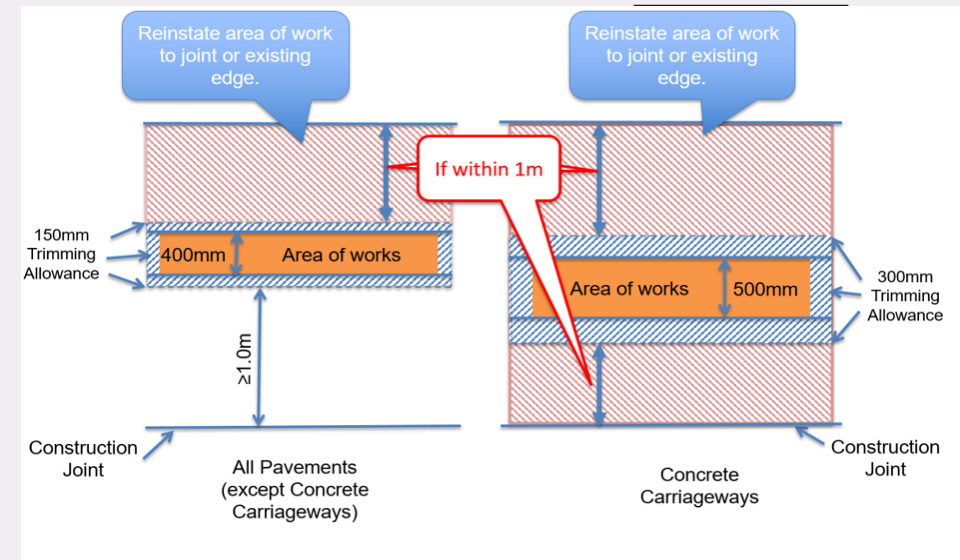 Reinstate area of work
to joint or existing
edge.
Reinstate area of work
to joint or existing
edge.
If within 1m
150mm
Trimming
Allowance
400mm
Area of works
Area of works
500mm
300mm
Trimming
Allowance
≥1.0m
Construction
Joint
All Pavements
(except Concrete
Carriageways)
Concrete
Carriageways
Construction
Joint